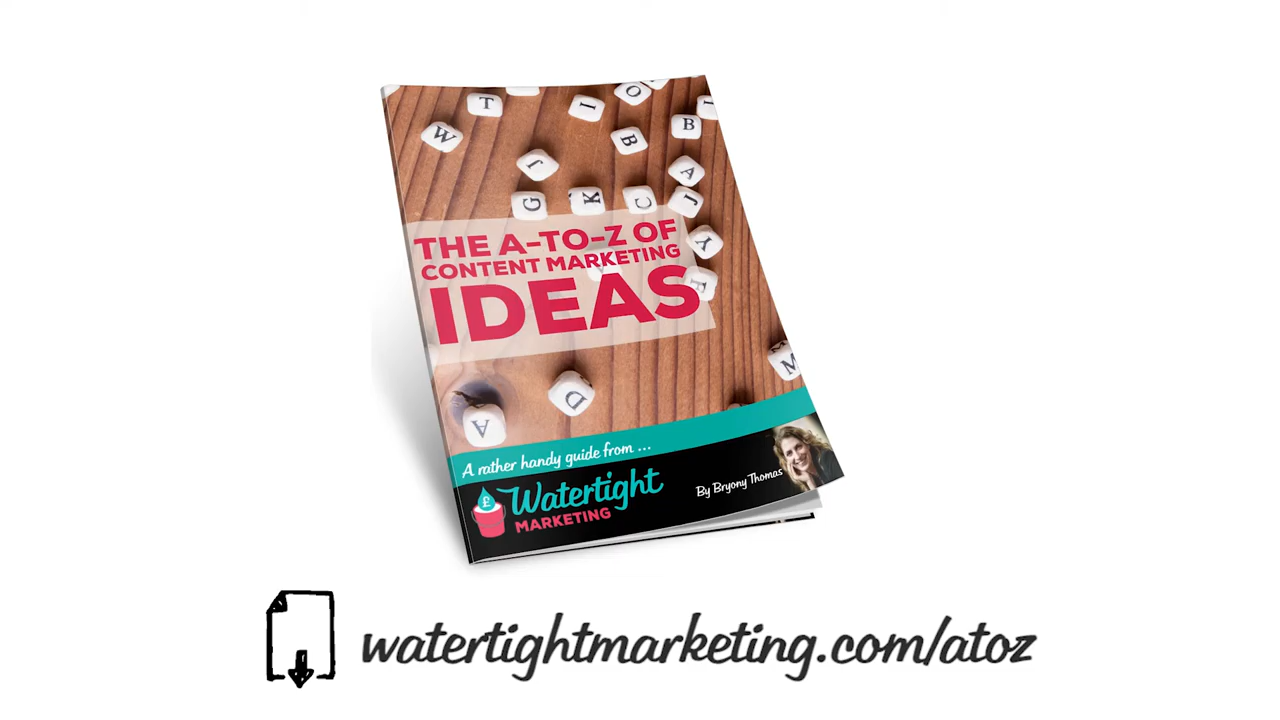 W T I O I
B B
J A
G K C J
Y
THE A-TO-Z OF
CONTENT MARKETING
IDEAS
M
D
A
A rather handy guide from ...
£
Watertight
MARKETING
By Bryony Thomas
watertightmarketing.com/atoz